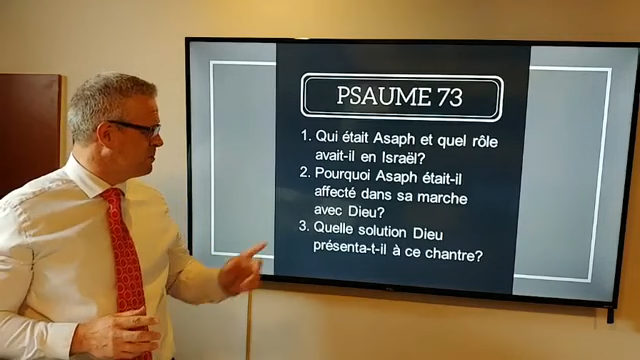 PSAUME 73
1. Qui était Asaph et quel rôle
avait-il en Israël?
2. Pourquoi Asaph était-il
affecté dans sa marche
avec Dieu?
3. Quelle solution Dieu
présenta-t-il à ce chantre?